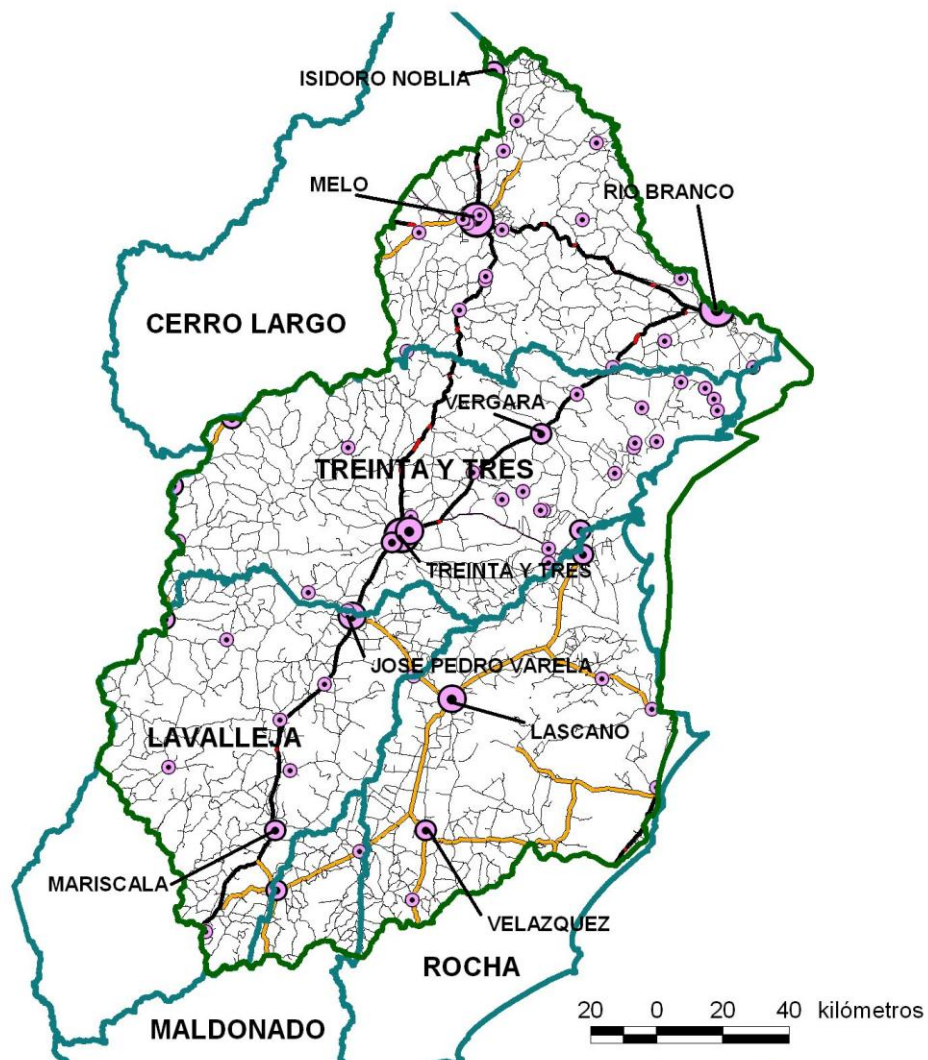 ISIDORO NOBLIA
MELO
RIO BRANCO
CERRO LARGO
VERGARA
TREINTA Y TRES
TREINTA Y TRES
JOSE PEDRO VARELA
LASCANO
LAVALLEJA
MARISCALA
VELAZQUEZ
ROCHA
MALDONADO
20 0 20 40 kilómetros